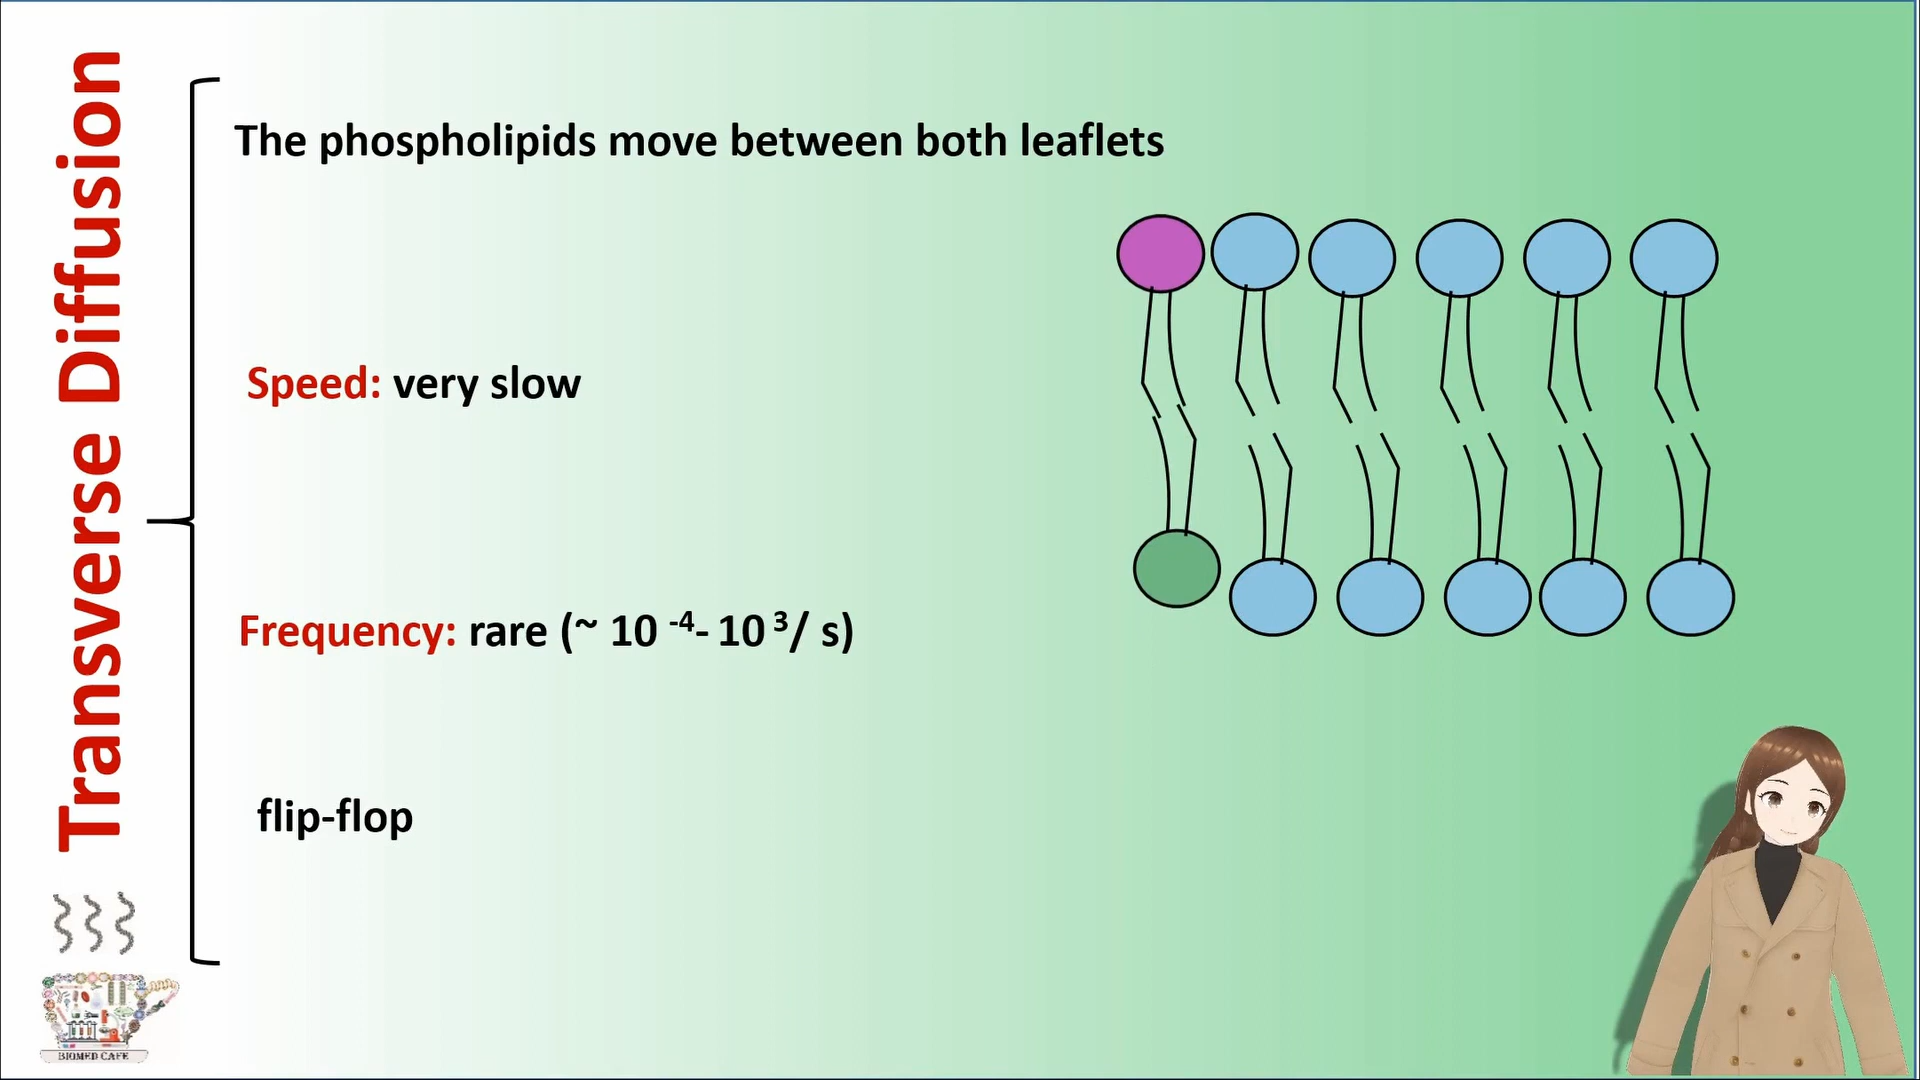 Transverse Diffusion
The phospholipids move between both leaflets
Speed: very slow
Frequency: rare (~ 10 -4- 10 3/ s)
flip-flop
BIOMED CAFE